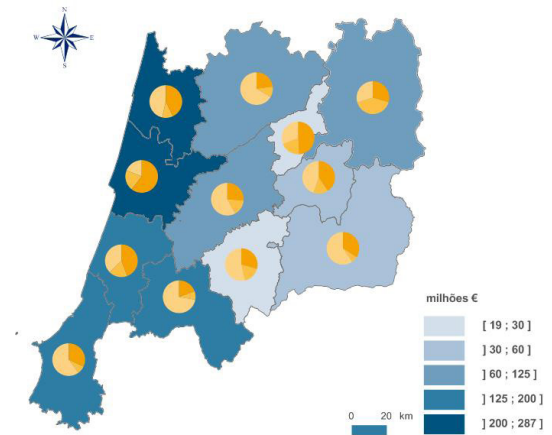 N
W E
S
milhões €
[ 19 ; 30 ]
] 30 ; 60 ]
] 60 ; 125 ]
] 125 ; 200 ]
] 200 ; 287 ]
0 20 km